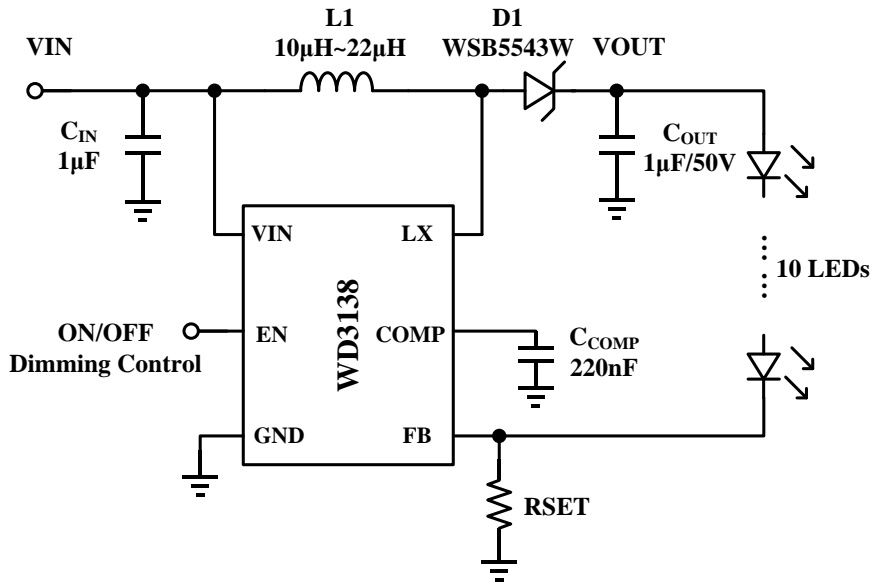 L1
10μH~22μH
D1
WSB5543W
VIN
VOUT
CIN
1μF
COUT
1μF/50V
VIN
LX
10 LEDs
WD3138
ON/OFF
Dimming Control
EN
COMP
CCOMP
220nF
GND
FB
RSET